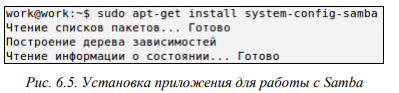 work@work:~$ sudo apt-get install system-config-samba
Чтение списков пакетов... Готово
Построение дерева зависимостей
Чтение информации о состоянии... Готово
Рис. 6.5. Установка приложения для работы с Samba